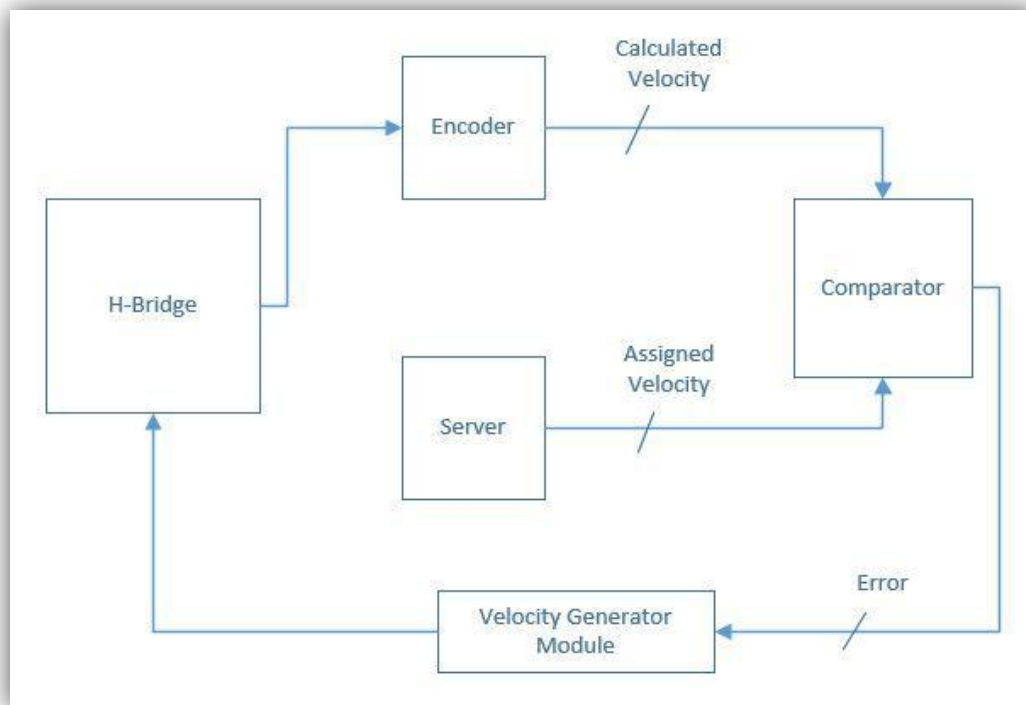 Calculated
Velocity
Encoder
H-Bridge
Comparator
Assigned
Velocity
Server
Error
Velocity Generator
Module